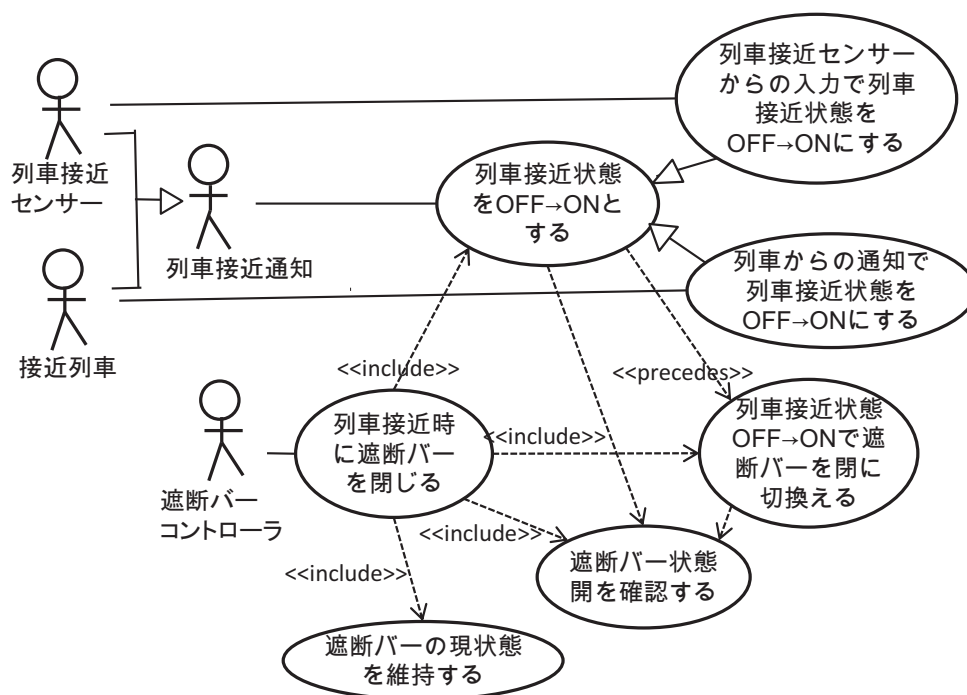 列車接近センサー
からの入力で列車
接近状態を
OFF→ONにする
列車接近
センサー
列車接近状態
をOFF→ONと
する
列車接近通知
列車からの通知で
列車接近状態を
OFF→ONにする
接近列車
<<include>>
<<precedes>>
列車接近時
に遮断バー
を閉じる
<<include>>
列車接近状態
OFF→ONで遮
断バーを閉に
切換える
遮断バー
コントローラ
<<include>>
<<include>>
遮断バー状態
開を確認する
遮断バーの現状態
を維持する